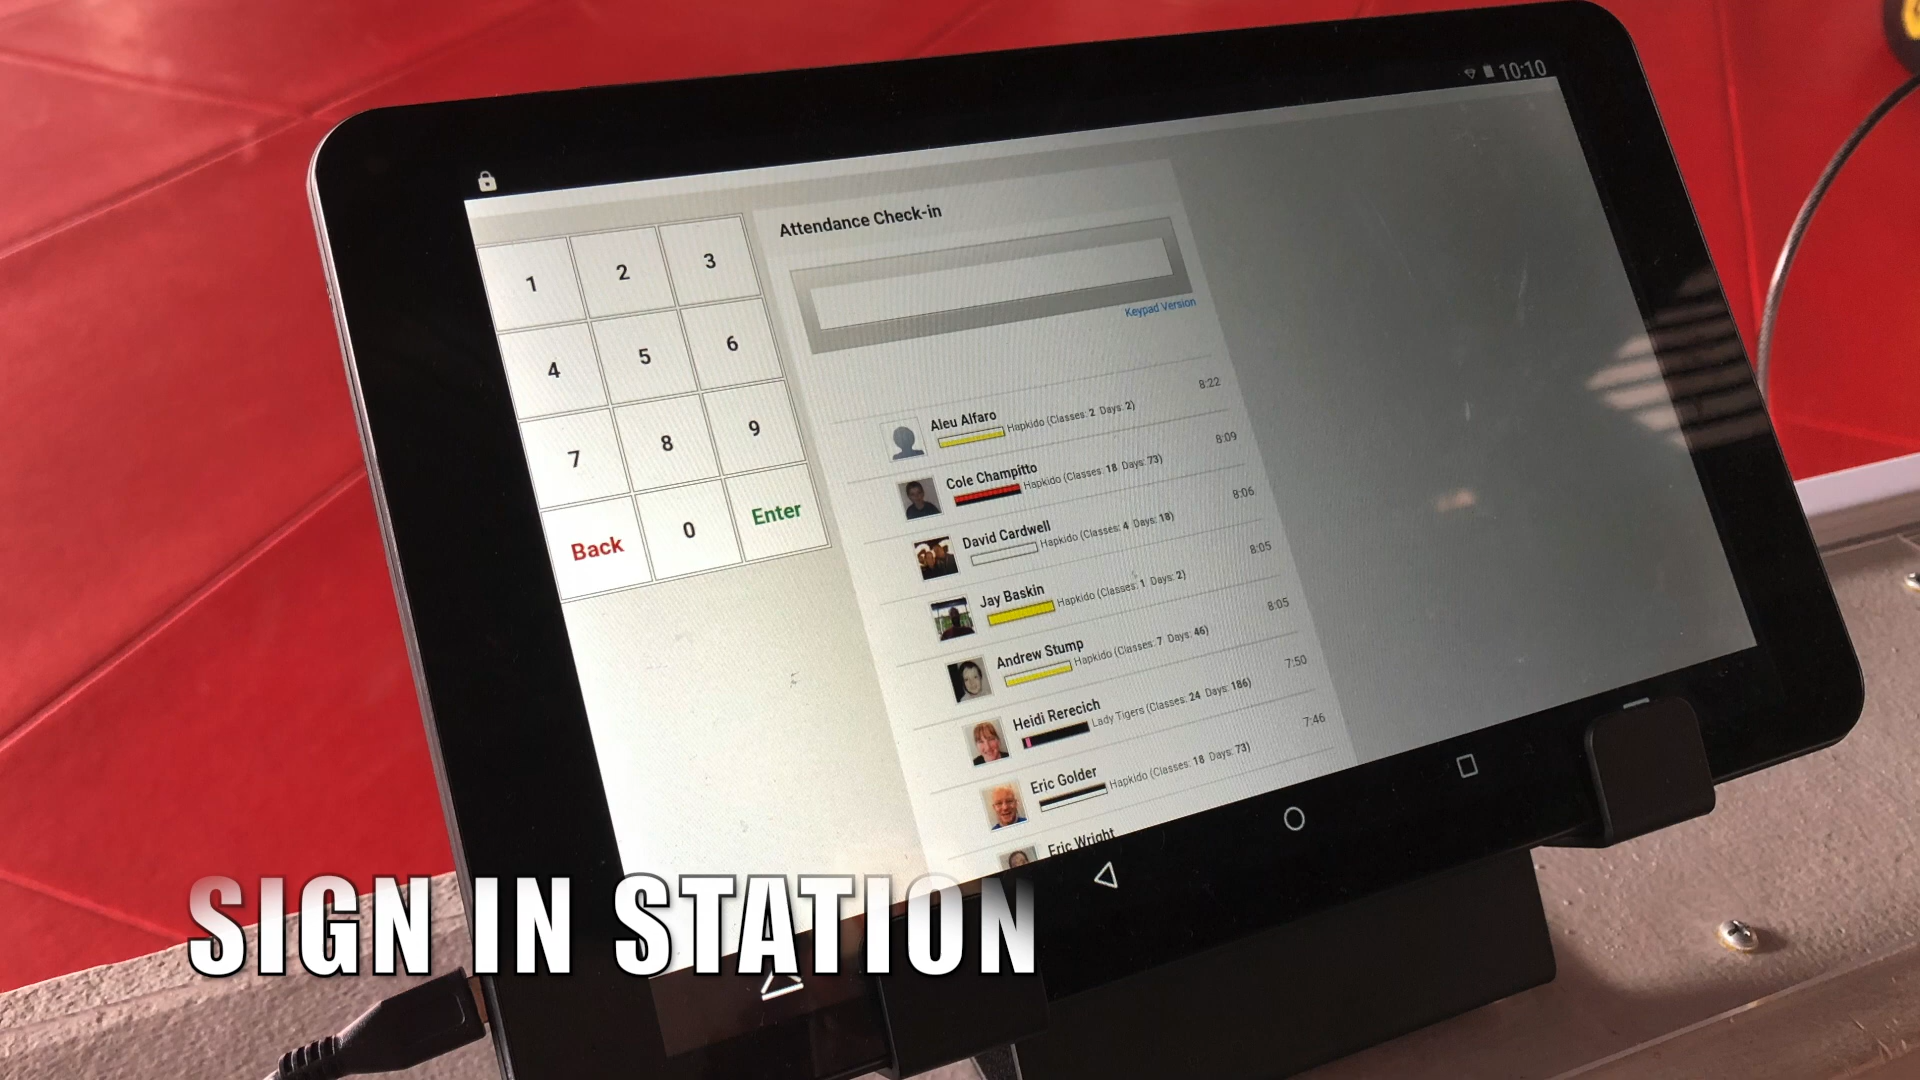 10:10
1 2 3
4 5 6
7 8 9
Back 0 Enter
Attendance Check-in
Keypad Version
Aleu Alfaro 8:22
Hapkido (Classes: 2 Days: 2)
Cole Champitto 8:09
Hapkido (Classes: 18 Days: 73)
David Cardwell 8:06
Hapkido (Classes: 4 Days: 18)
Jay Baskin 8:05
Hapkido (Classes: 1 Days: 2)
Andrew Stump 8:05
Hapkido (Classes: 7 Days: 46)
Heidi Rerecich 7:50
Lady Tigers (Classes: 24 Days: 186)
Eric Golder 7:46
Hapkido (Classes: 18 Days: 73)
Eric Wright
SIGN IN STATION